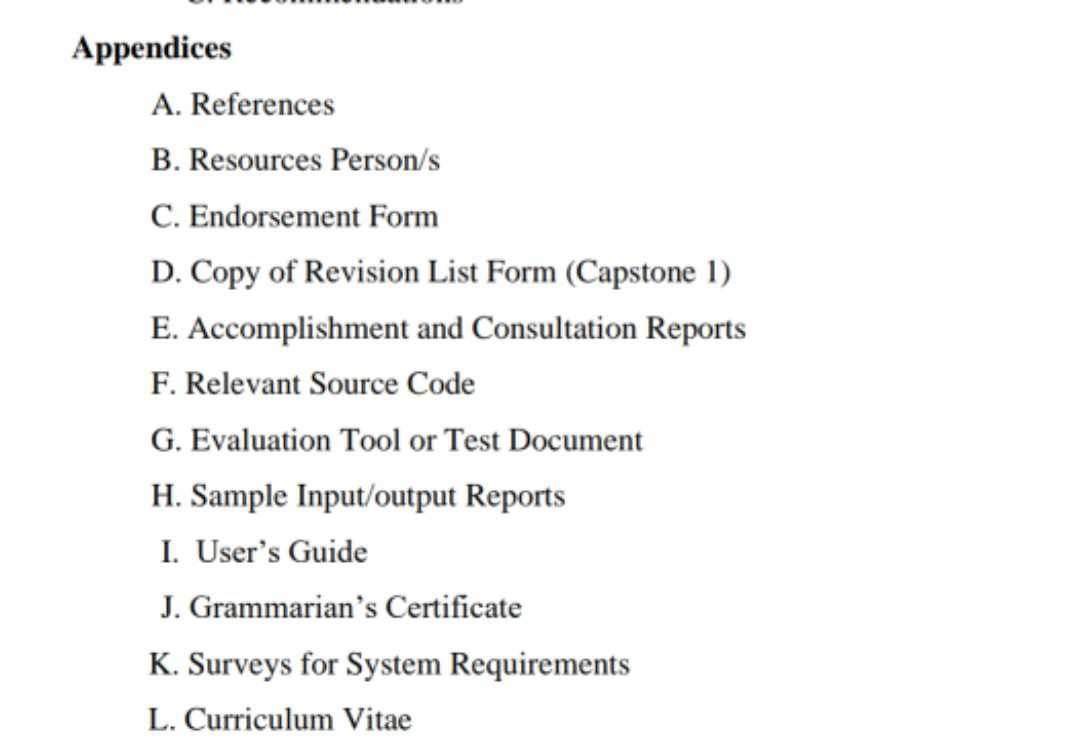 Appendices
A. References
B. Resources Person/s
C. Endorsement Form
D. Copy of Revision List Form (Capstone 1)
E. Accomplishment and Consultation Reports
F. Relevant Source Code
G. Evaluation Tool or Test Document
H. Sample Input/output Reports
I. User’s Guide
J. Grammarian’s Certificate
K. Surveys for System Requirements
L. Curriculum Vitae